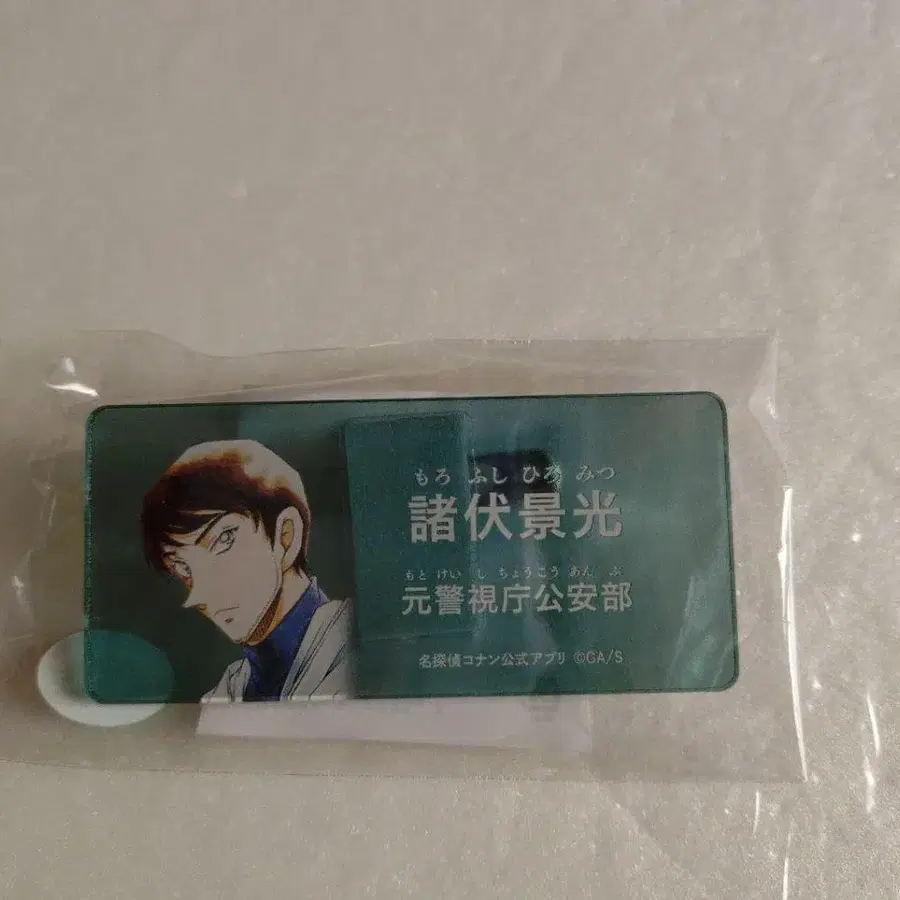 もろ ふし ひろ みつ
諸伏景光
もと けい し ちょうこう あん ぶ
元警視庁公安部
名探偵コナン公式アプリ ©GA/S